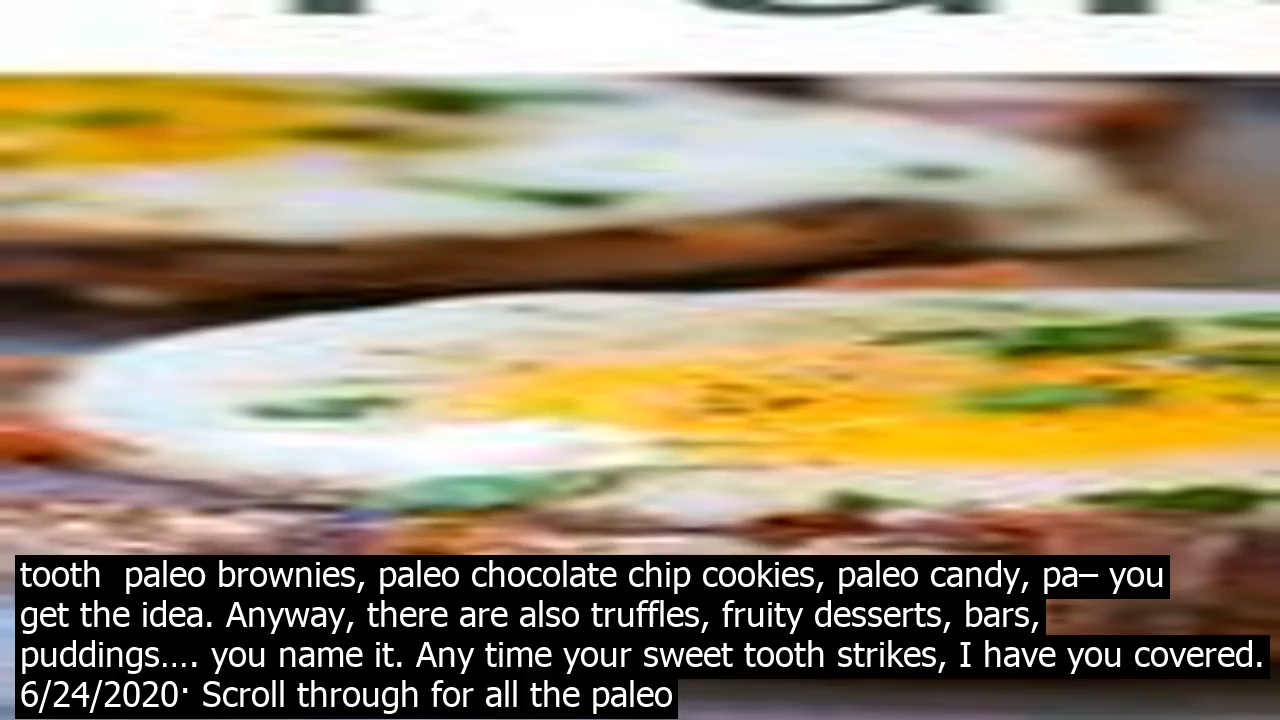 tooth  paleo brownies, paleo chocolate chip cookies, paleo candy, pa– you
get the idea. Anyway, there are also truffles, fruity desserts, bars,
puddings…. you name it. Any time your sweet tooth strikes, I have you covered.
6/24/2020· Scroll through for all the paleo